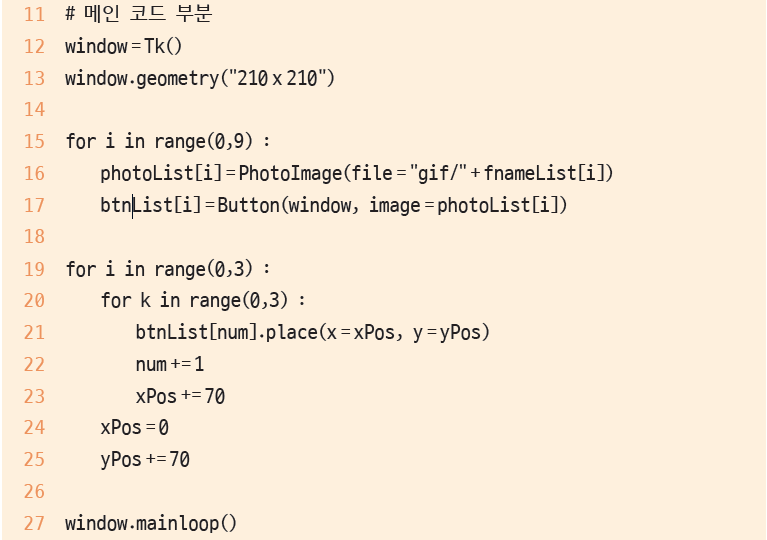 11 # 메인 코드 부분
12 window=Tk()
13 window.geometry("210x210")
14
15 for i in range(0,9) :
16 photoList[i]=PhotoImage(file="gif/"+fnameList[i])
17 btnList[i]=Button(window, image=photoList[i])
18
19 for i in range(0,3) :
20 for k in range(0,3) :
21 btnList[num].place(x=xPos, y=yPos)
22 num+=1
23 xPos+=70
24 xPos=0
25 yPos+=70
26
27 window.mainloop()